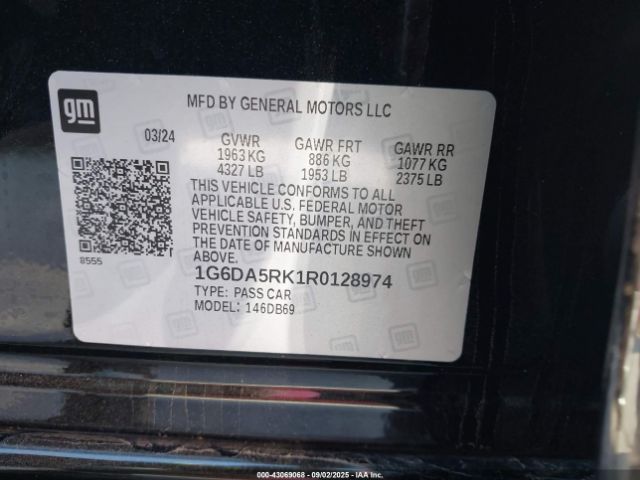 gm
MFD BY GENERAL MOTORS LLC
03/24 GVWR GAWR FRT GAWR RR
1963 KG 886 KG 1077 KG
4327 LB 1953 LB 2375 LB
THIS VEHICLE CONFORMS TO ALL
APPLICABLE U.S. FEDERAL MOTOR
VEHICLE SAFETY, BUMPER, AND THEFT
PREVENTION STANDARDS IN EFFECT ON
THE DATE OF MANUFACTURE SHOWN
ABOVE.
8555
1G6DA5RK1R0128974
TYPE: PASS CAR
MODEL: 146DB69
000-43069068 - 09/02/2025 - IAAI.COM